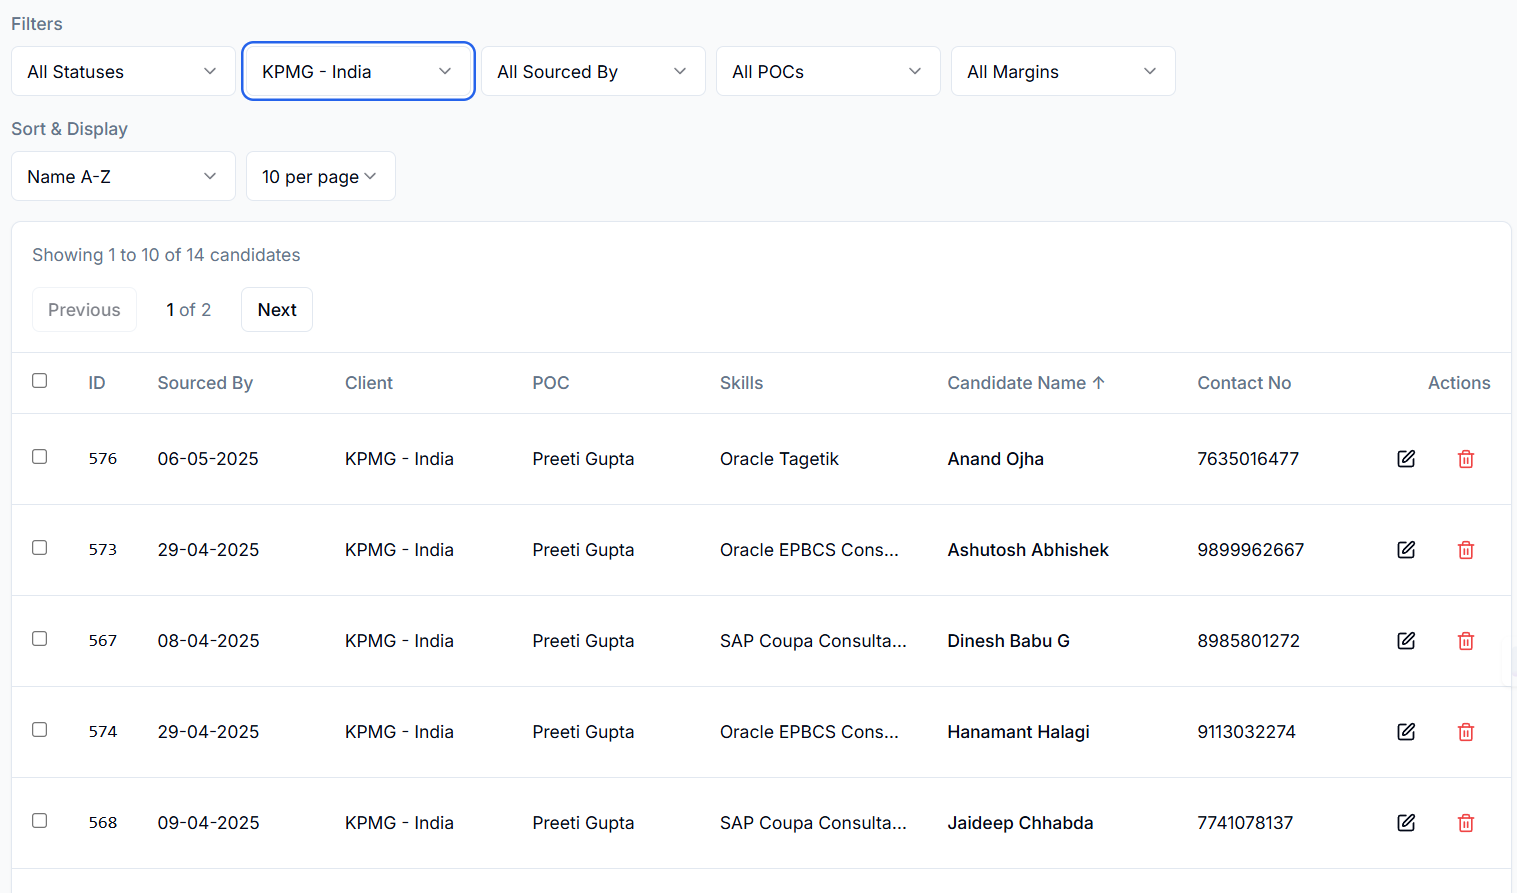 Filters
All Statuses KPMG - India All Sourced By All POCs All Margins
Sort & Display
Name A-Z 10 per page
Showing 1 to 10 of 14 candidates
Previous 1 of 2 Next
ID Sourced By Client POC Skills Candidate Name ↑ Contact No Actions
576 06-05-2025 KPMG - India Preeti Gupta Oracle Tagetik Anand Ojha 7635016477
573 29-04-2025 KPMG - India Preeti Gupta Oracle EPBCS Cons... Ashutosh Abhishek 9899962667
567 08-04-2025 KPMG - India Preeti Gupta SAP Coupa Consulta... Dinesh Babu G 8985801272
574 29-04-2025 KPMG - India Preeti Gupta Oracle EPBCS Cons... Hanamant Halagi 9113032274
568 09-04-2025 KPMG - India Preeti Gupta SAP Coupa Consulta... Jaideep Chhabda 7741078137